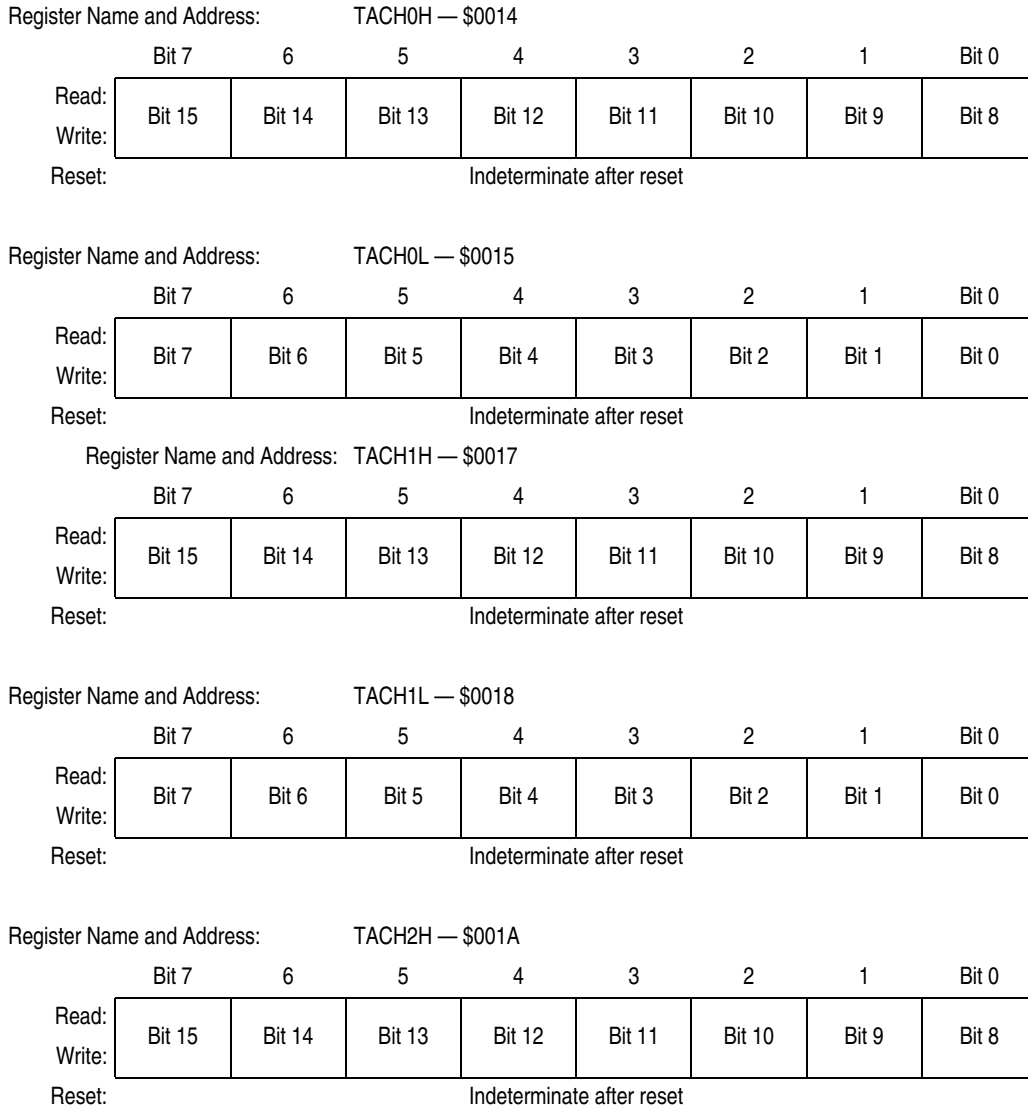 Register Name and Address: TACH0H — $0014
Bit 7 6 5 4 3 2 1 Bit 0
Read:
Bit 15 Bit 14 Bit 13 Bit 12 Bit 11 Bit 10 Bit 9 Bit 8
Write:
Reset: Indeterminate after reset
Register Name and Address: TACH0L — $0015
Bit 7 6 5 4 3 2 1 Bit 0
Read:
Bit 7 Bit 6 Bit 5 Bit 4 Bit 3 Bit 2 Bit 1 Bit 0
Write:
Reset: Indeterminate after reset
Register Name and Address: TACH1H — $0017
Bit 7 6 5 4 3 2 1 Bit 0
Read:
Bit 15 Bit 14 Bit 13 Bit 12 Bit 11 Bit 10 Bit 9 Bit 8
Write:
Reset: Indeterminate after reset
Register Name and Address: TACH1L — $0018
Bit 7 6 5 4 3 2 1 Bit 0
Read:
Bit 7 Bit 6 Bit 5 Bit 4 Bit 3 Bit 2 Bit 1 Bit 0
Write:
Reset: Indeterminate after reset
Register Name and Address: TACH2H — $001A
Bit 7 6 5 4 3 2 1 Bit 0
Read:
Bit 15 Bit 14 Bit 13 Bit 12 Bit 11 Bit 10 Bit 9 Bit 8
Write:
Reset: Indeterminate after reset